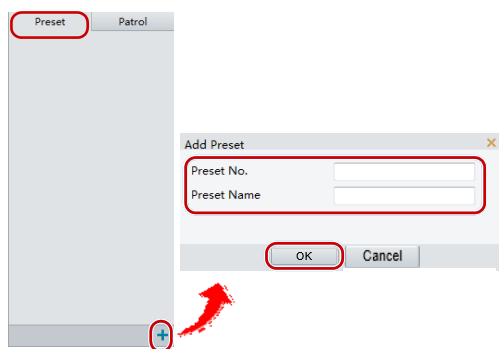 Preset Patrol
Add Preset
Preset No.
Preset Name
OK Cancel